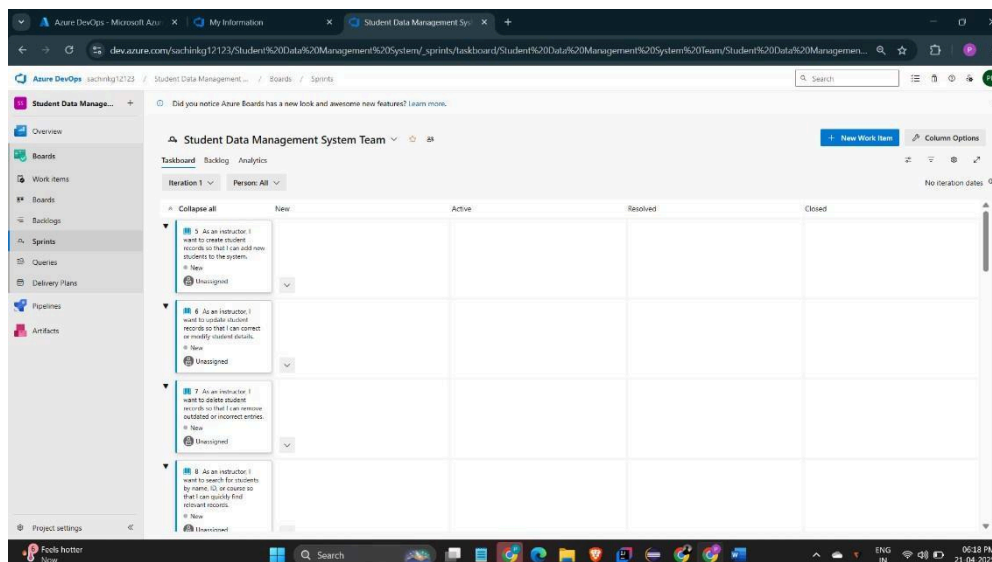 Azure DevOps - Microsoft Azu
My Information
Student Data Management Sys
dev.azure.com/sachinkg12123/Student%20Data%20Management%20System/_sprints/taskboard/Student%20Data%20Management%20System%20Team/Student%20Data%20Managemen...
Azure DevOps sachinkg12123 / Student Data Management ... / Boards / Sprints
Search
Student Data Manage... +
Did you notice Azure Boards has a new look and awesome new features? Learn more.
Overview
Boards
Work items
Boards
Backlogs
Sprints
Queries
Delivery Plans
Pipelines
Artifacts
Project settings
Student Data Management System Team
+ New Work Item
Column Options
Taskboard Backlog Analytics
Iteration 1
Person: All
No iteration dates
Collapse all New Active Resolved Closed
5 As an instructor, I
want to create student
records so that I can add new
students to the system.
New
Unassigned
6 As an instructor, I
want to update student
records so that I can correct
or modify student details.
New
Unassigned
7 As an instructor, I
want to delete student
records so that I can remove
outdated or incorrect entries.
New
Unassigned
8 As an instructor, I
want to search for students
by name, ID, or course so
that I can quickly find
relevant records.
New
Unassigned
Feels hotter
Now
Search
ENG
IN
06:18 PM